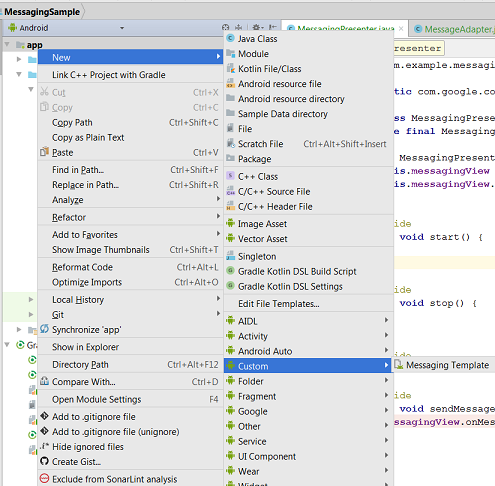 MessagingSample
Android
MessagingPresenter.java
MessageAdapter.j
app
New
Link C++ Project with Gradle
Cut Ctrl+X
Copy Ctrl+C
Copy Path Ctrl+Shift+C
Copy as Plain Text
Paste Ctrl+V
Find in Path... Ctrl+Shift+F
Replace in Path... Ctrl+Shift+R
Analyze
Refactor
Add to Favorites
Show Image Thumbnails Ctrl+Shift+T
Reformat Code Ctrl+Alt+L
Optimize Imports Ctrl+Alt+O
Local History
Git
Synchronize 'app'
Show in Explorer
Directory Path Ctrl+Alt+F12
Compare With... Ctrl+D
Open Module Settings F4
Add to .gitignore file
Add to .gitignore file (unignore)
Hide ignored files
Create Gist...
Exclude from SonarLint analysis
Gra
Java Class
Module
Kotlin File/Class
Android resource file
Android resource directory
Sample Data directory
File
Scratch File Ctrl+Alt+Shift+Insert
Package
C++ Class
C/C++ Source File
C/C++ Header File
Image Asset
Vector Asset
Singleton
Gradle Kotlin DSL Build Script
Gradle Kotlin DSL Settings
Edit File Templates...
AIDL
Activity
Android Auto
Custom
Folder
Fragment
Google
Other
Service
UI Component
Wear
Widget
Messaging Template
resenter
m.example.messagin
tic com.google.co
ss MessagingPrese
e final Messaging
MessagingPresent
is.messagingView
is.messagingView.
ide
void start() {
ide
void stop() {
ide
ide
void sendMessage
ssagingView.onMes